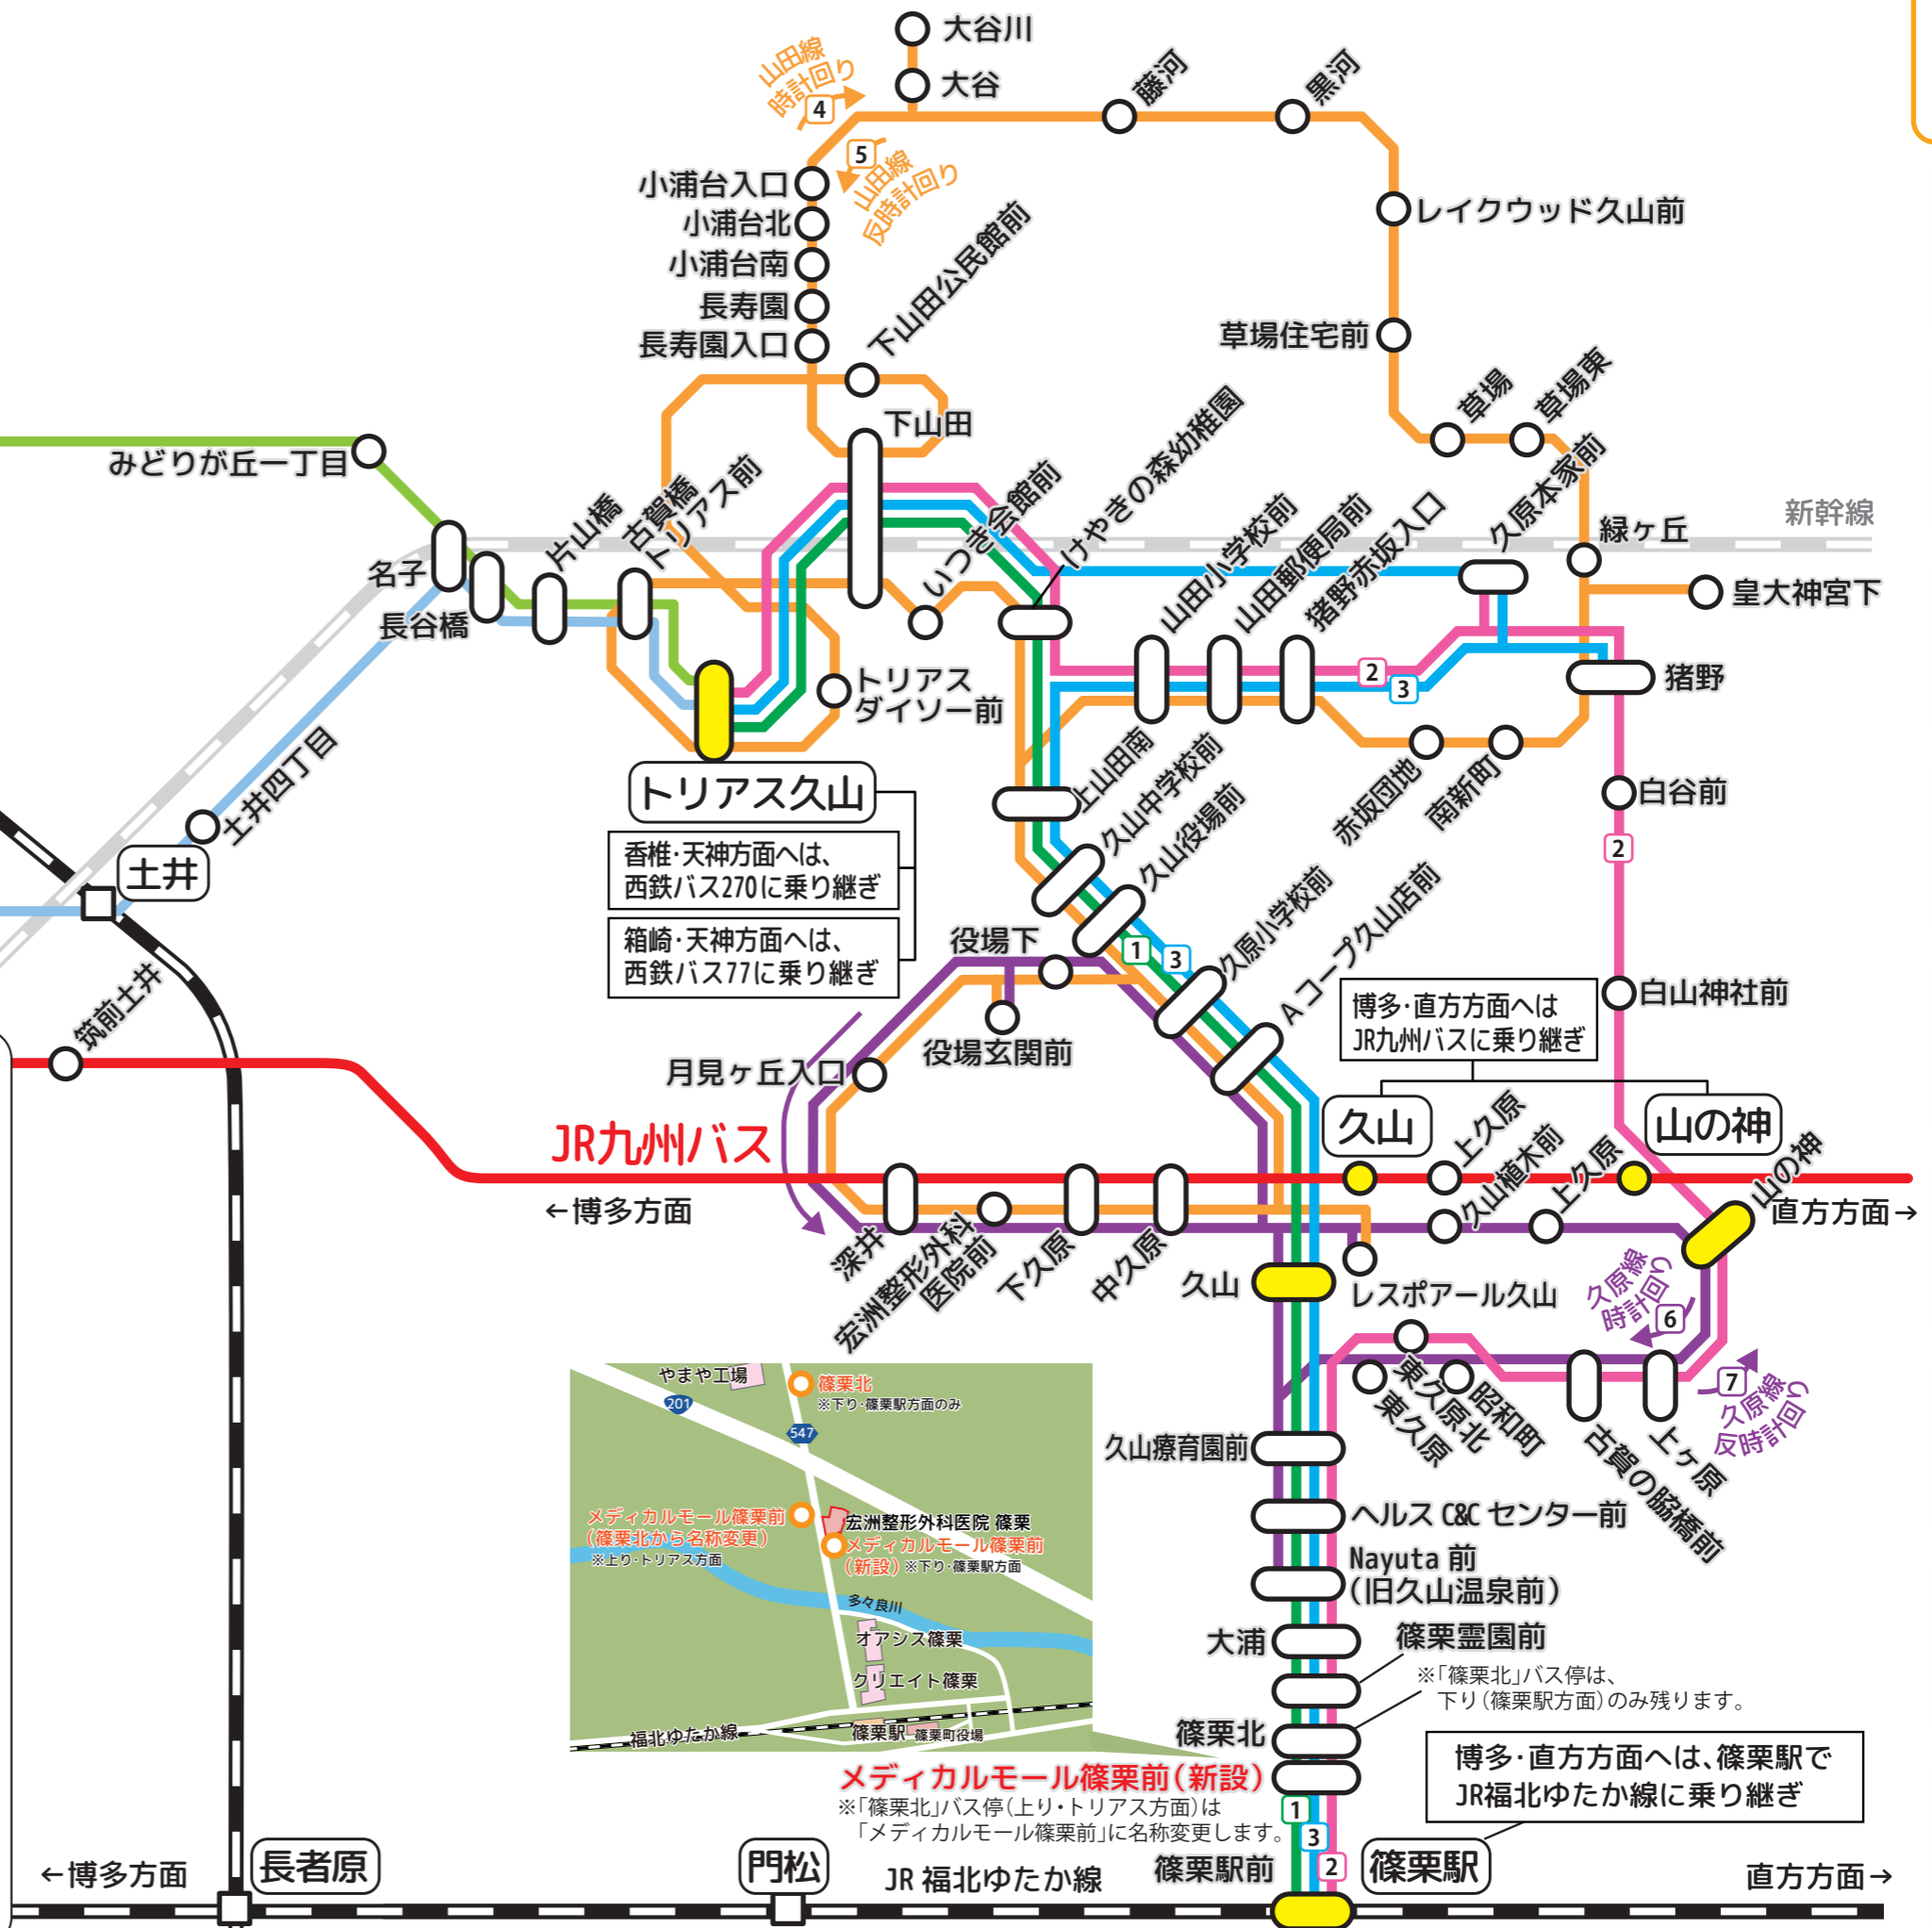 大谷川
大谷
山田線
時計回り
4
藤河
黒河
5
山田線
反時計回り
小浦台入口
小浦台北
小浦台南
長寿園
長寿園入口
レイクウッド久山前
下山田公民館前
草場住宅前
草場
草場東
下山田
みどりが丘一丁目
けやきの森幼稚園
久原本家前
新幹線
緑ヶ丘
片山橋
古賀橋
トリアス前
いつき会館前
山田小学校前
山田郵便局前
猪野赤坂入口
名子
長谷橋
皇大神宮下
2
3
猪野
トリアス
ダイソー前
土井四丁目
トリアス久山
上山田南
久山中学校前
久山役場前
赤坂団地
南新町
白谷前
2
土井
香椎・天神方面へは、
西鉄バス270に乗り継ぎ
箱崎・天神方面へは、
西鉄バス77に乗り継ぎ
役場下
1
3
久原小学校前
Aコープ久山店前
筑前土井
博多・直方方面へは
JR九州バスに乗り継ぎ
白山神社前
役場玄関前
月見ヶ丘入口
JR九州バス
久山
上久原
山の神
久山植木前
上久原
山の神
←博多方面
直方方面→
深井
宏洲整形外科
医院前
下久原
中久原
久山
レスポアール久山
久原線
時計回り
6
7
久原線
反時計回り
東久原北
東久原
昭和町
古賀の脇橋前
上ヶ原
やまや工場
篠栗北
※下り・篠栗駅方面のみ
201
547
メディカルモール篠栗前
(篠栗北から名称変更)
※上り・トリアス方面
宏洲整形外科医院 篠栗
メディカルモール篠栗前
(新設)※下り・篠栗駅方面
多々良川
オアシス篠栗
クリエイト篠栗
篠栗駅
篠栗町役場
福北ゆたか線
久山療育園前
ヘルス C&C センター前
Nayuta 前
(旧久山温泉前)
大浦
篠栗霊園前
※「篠栗北」バス停は、
下り(篠栗駅方面)のみ残ります。
篠栗北
メディカルモール篠栗前(新設)
※「篠栗北」バス停(上り・トリアス方面)は
「メディカルモール篠栗前」に名称変更します。
博多・直方方面へは、篠栗駅で
JR福北ゆたか線に乗り継ぎ
1
3
2
篠栗駅前
篠栗駅
←博多方面
長者原
門松
JR 福北ゆたか線
直方方面→